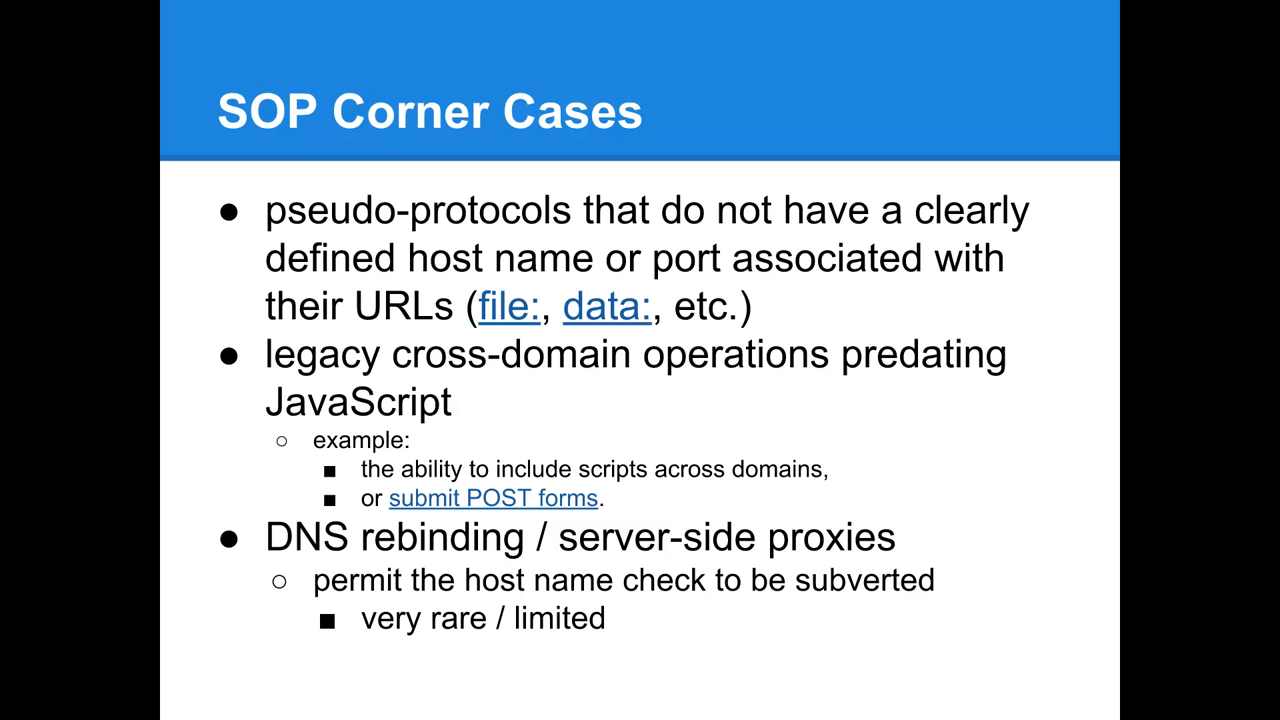 SOP Corner Cases
● pseudo-protocols that do not have a clearly
defined host name or port associated with
their URLs (file:, data:, etc.)
● legacy cross-domain operations predating
JavaScript
○ example:
■ the ability to include scripts across domains,
■ or submit POST forms.
● DNS rebinding / server-side proxies
○ permit the host name check to be subverted
■ very rare / limited